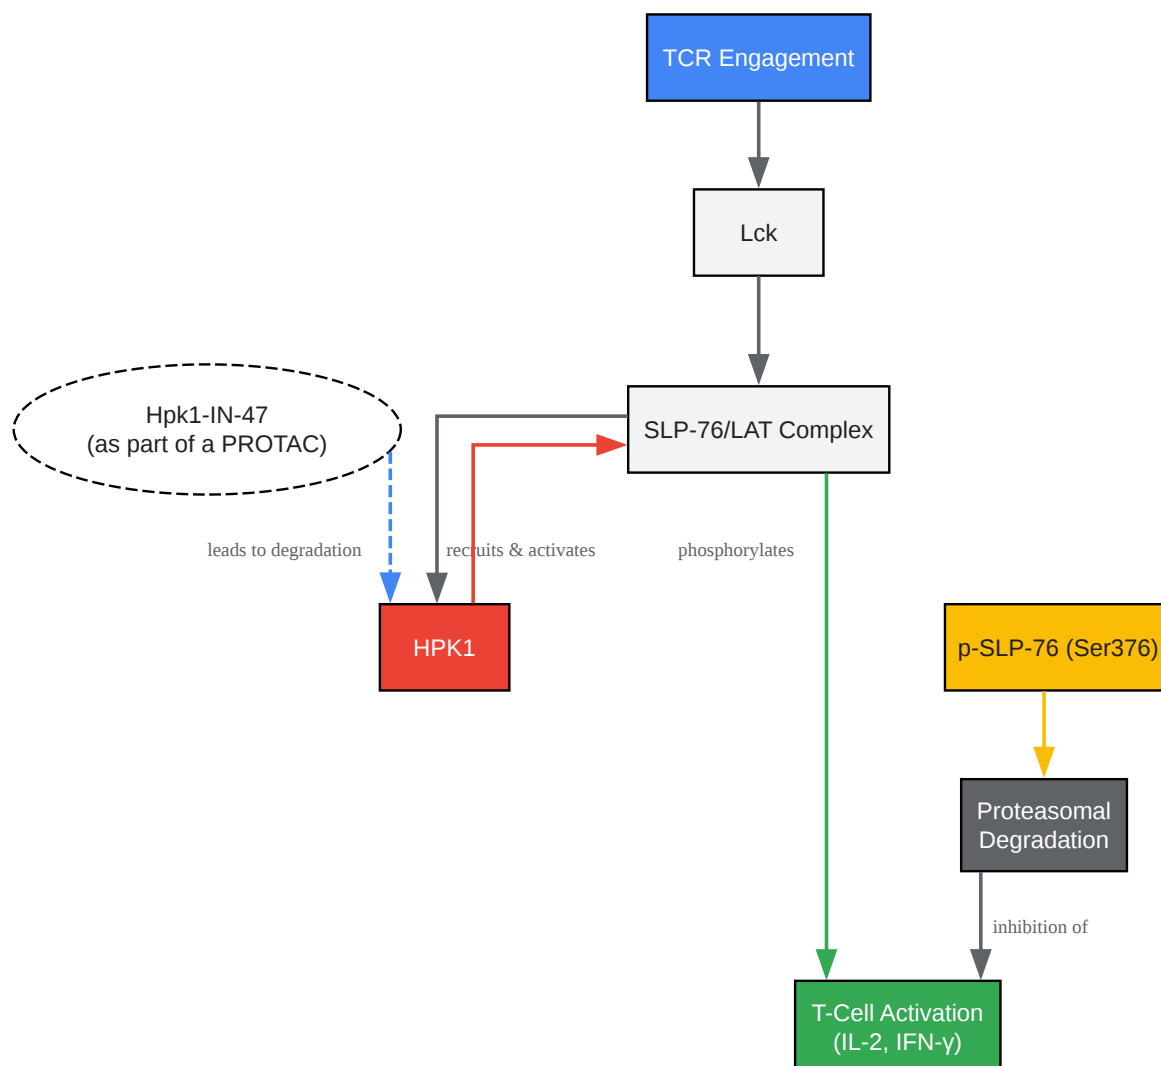 TCR Engagement
Lck
SLP-76/LAT Complex
Hpk1-IN-47
(as part of a PROTAC)
leads to degradation
recruits & activates
phosphorylates
HPK1
p-SLP-76 (Ser376)
Proteasomal
Degradation
inhibition of
T-Cell Activation
(IL-2, IFN-γ)